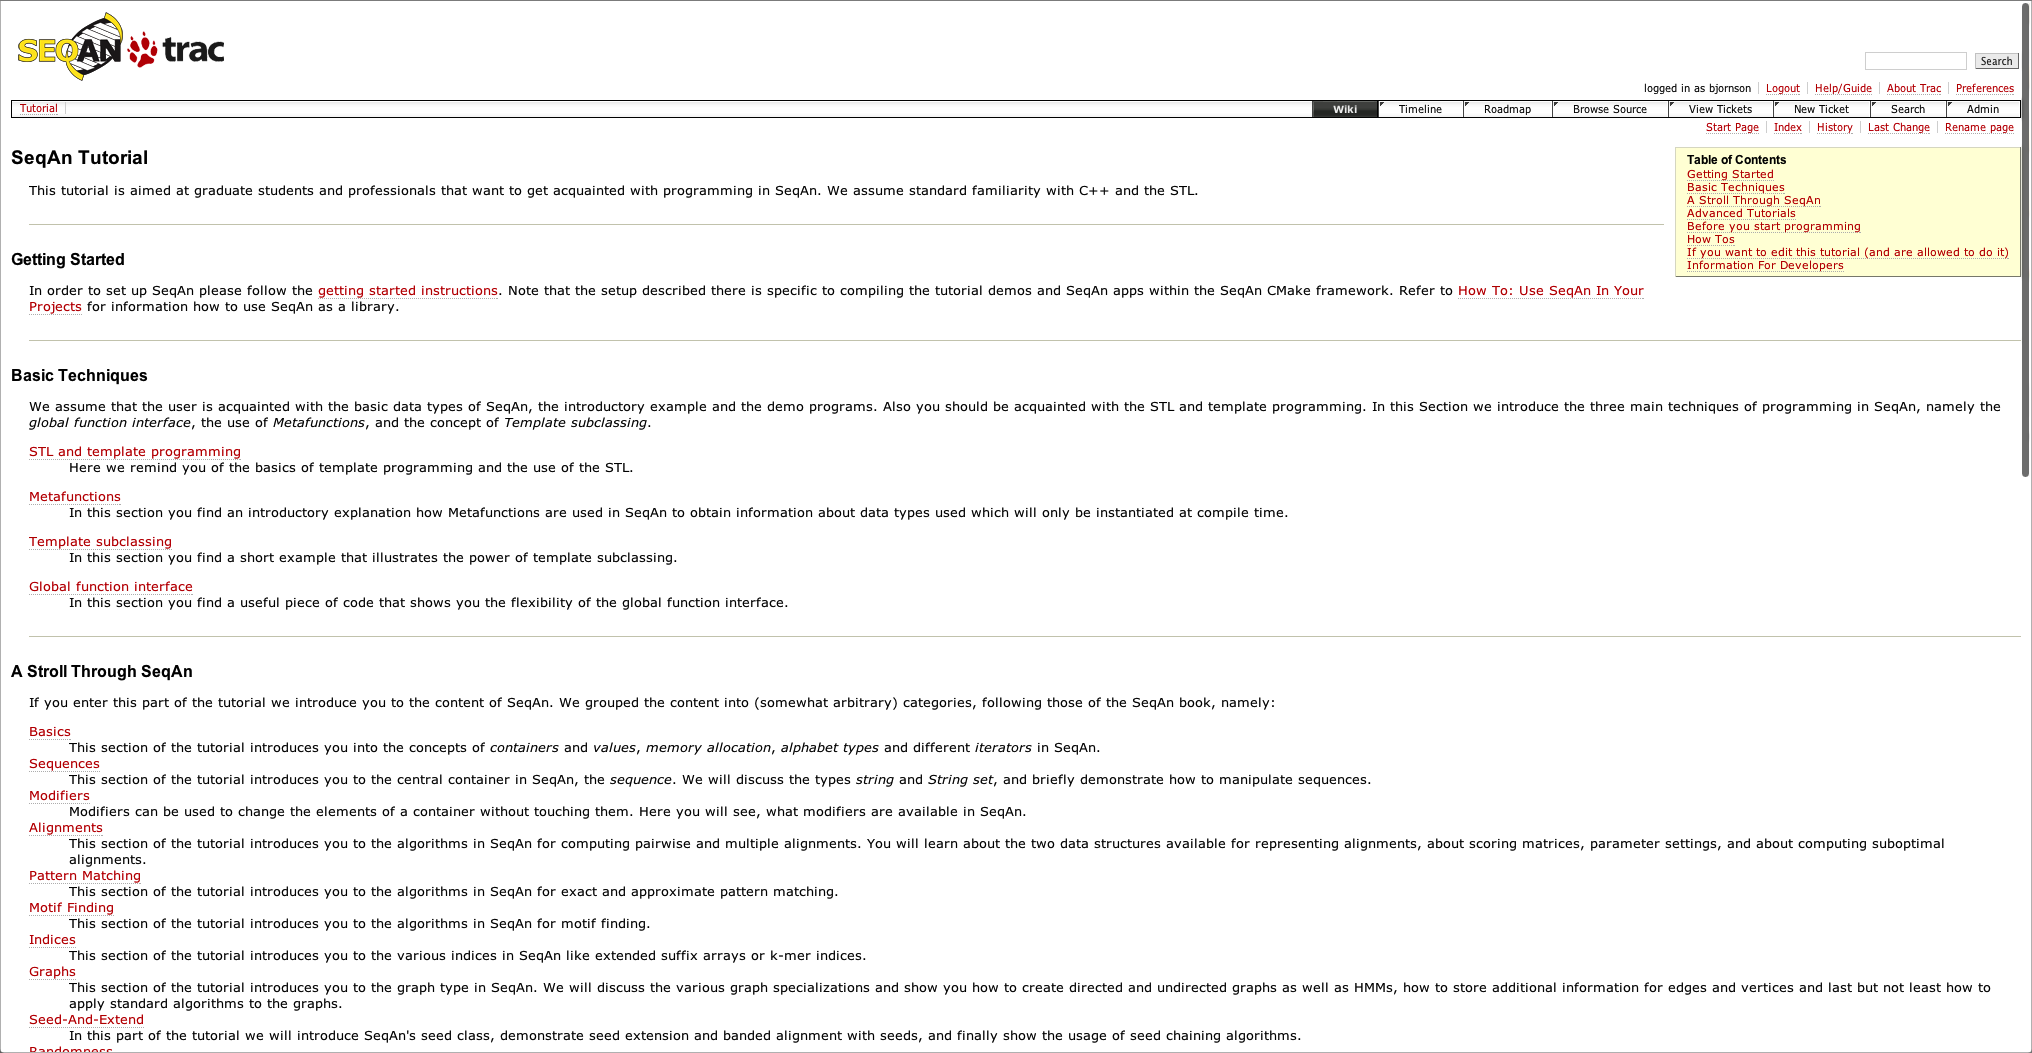 SEQAN trac
Search
logged in as bjornson Logout Help/Guide About Trac Preferences
Tutorial Wiki Timeline Roadmap Browse Source View Tickets New Ticket Search Admin
Start Page Index History Last Change Rename page
SeqAn Tutorial
This tutorial is aimed at graduate students and professionals that want to get acquainted with programming in SeqAn. We assume standard familiarity with C++ and the STL.
Table of Contents
Getting Started
Basic Techniques
A Stroll Through SeqAn
Advanced Tutorials
Before you start programming
How Tos
If you want to edit this tutorial (and are allowed to do it)
Information For Developers
Getting Started
In order to set up SeqAn please follow the getting started instructions. Note that the setup described there is specific to compiling the tutorial demos and SeqAn apps within the SeqAn CMake framework. Refer to How To: Use SeqAn In Your
Projects for information how to use SeqAn as a library.
Basic Techniques
We assume that the user is acquainted with the basic data types of SeqAn, the introductory example and the demo programs. Also you should be acquainted with the STL and template programming. In this Section we introduce the three main techniques of programming in SeqAn, namely the
global function interface, the use of Metafunctions, and the concept of Template subclassing.
STL and template programming
Here we remind you of the basics of template programming and the use of the STL.
Metafunctions
In this section you find an introductory explanation how Metafunctions are used in SeqAn to obtain information about data types used which will only be instantiated at compile time.
Template subclassing
In this section you find a short example that illustrates the power of template subclassing.
Global function interface
In this section you find a useful piece of code that shows you the flexibility of the global function interface.
A Stroll Through SeqAn
If you enter this part of the tutorial we introduce you to the content of SeqAn. We grouped the content into (somewhat arbitrary) categories, following those of the SeqAn book, namely:
Basics
This section of the tutorial introduces you into the concepts of containers and values, memory allocation, alphabet types and different iterators in SeqAn.
Sequences
This section of the tutorial introduces you to the central container in SeqAn, the sequence. We will discuss the types string and String set, and briefly demonstrate how to manipulate sequences.
Modifiers
Modifiers can be used to change the elements of a container without touching them. Here you will see, what modifiers are available in SeqAn.
Alignments
This section of the tutorial introduces you to the algorithms in SeqAn for computing pairwise and multiple alignments. You will learn about the two data structures available for representing alignments, about scoring matrices, parameter settings, and about computing suboptimal
alignments.
Pattern Matching
This section of the tutorial introduces you to the algorithms in SeqAn for exact and approximate pattern matching.
Motif Finding
This section of the tutorial introduces you to the algorithms in SeqAn for motif finding.
Indices
This section of the tutorial introduces you to the various indices in SeqAn like extended suffix arrays or k-mer indices.
Graphs
This section of the tutorial introduces you to the graph type in SeqAn. We will discuss the various graph specializations and show you how to create directed and undirected graphs as well as HMMs, how to store additional information for edges and vertices and last but not least how to
apply standard algorithms to the graphs.
Seed-And-Extend
In this part of the tutorial we will introduce SeqAn's seed class, demonstrate seed extension and banded alignment with seeds, and finally show the usage of seed chaining algorithms.
Randomness